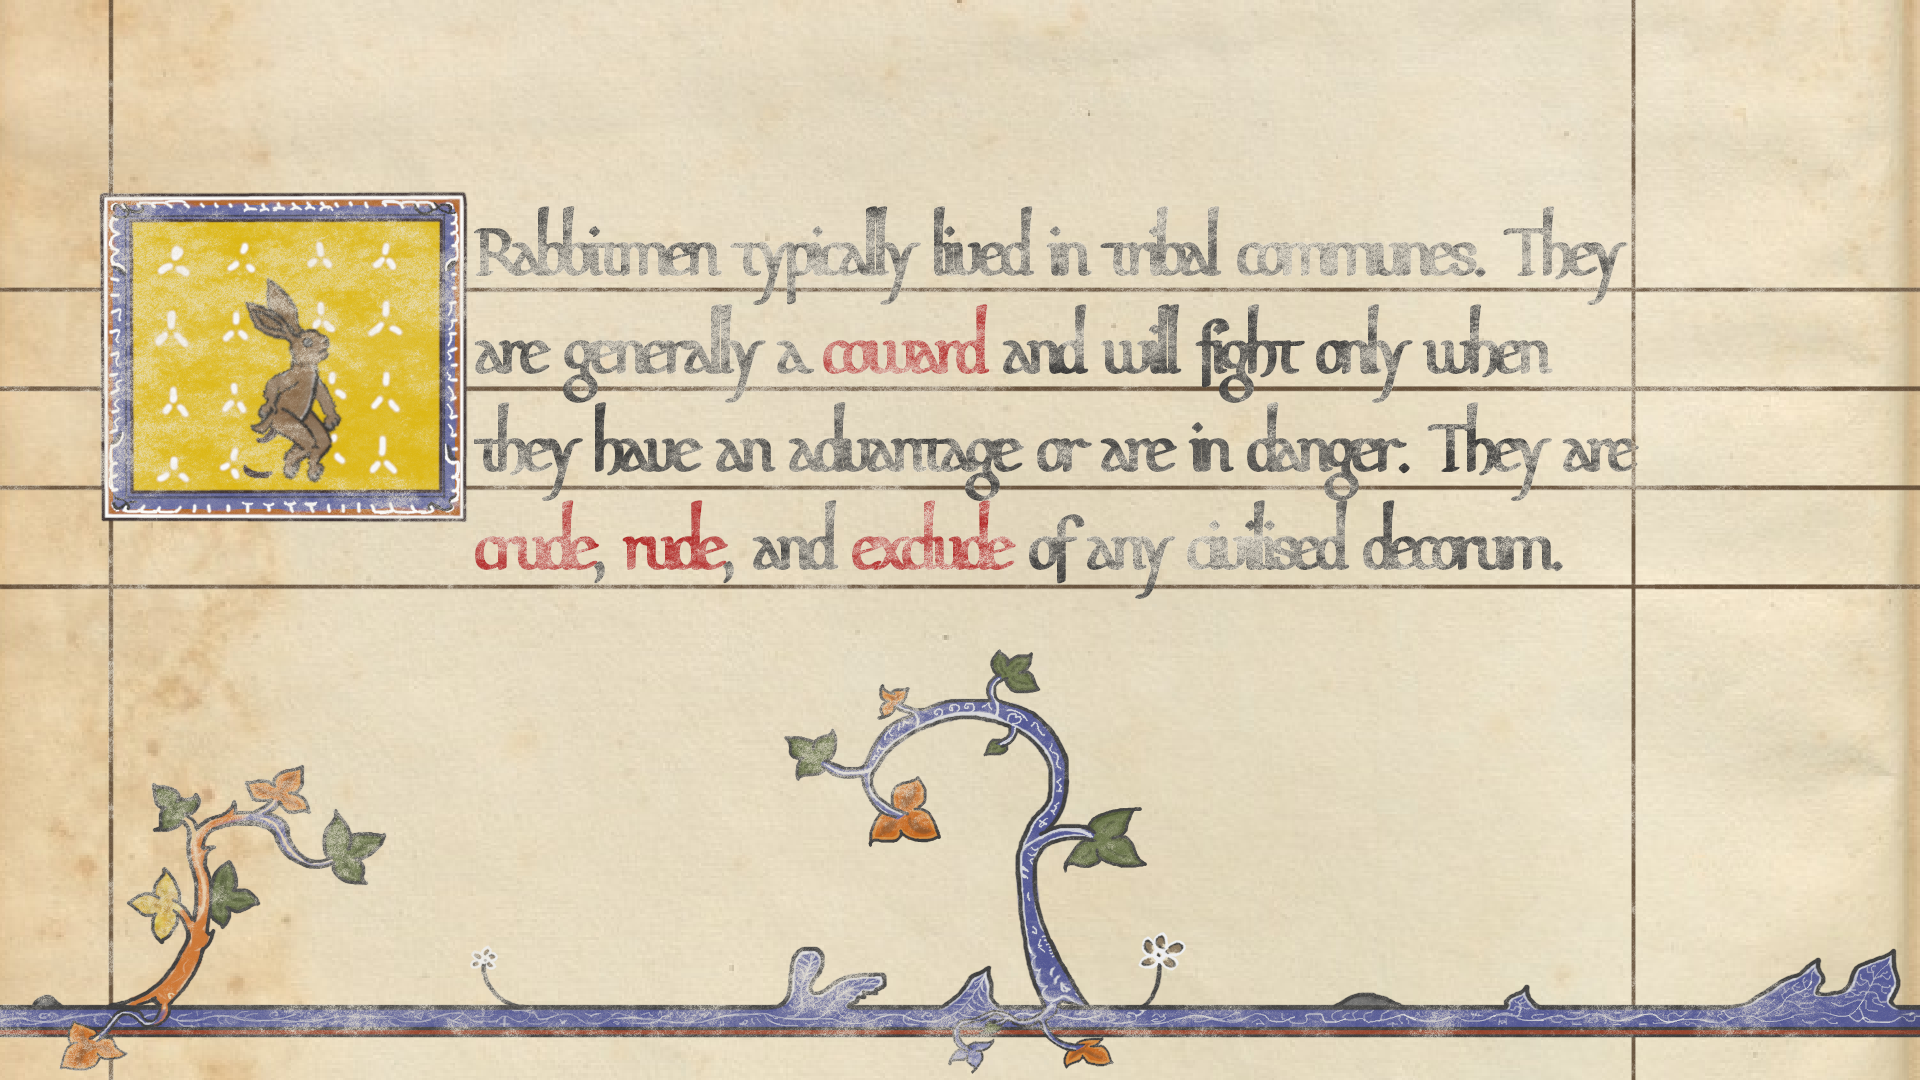 Rabbitmen typically lived in tribal communes. They
are generally a coward and will fight only when
they have an advantage or are in danger. They are
crude, rude, and exclude of any civilised decorum.